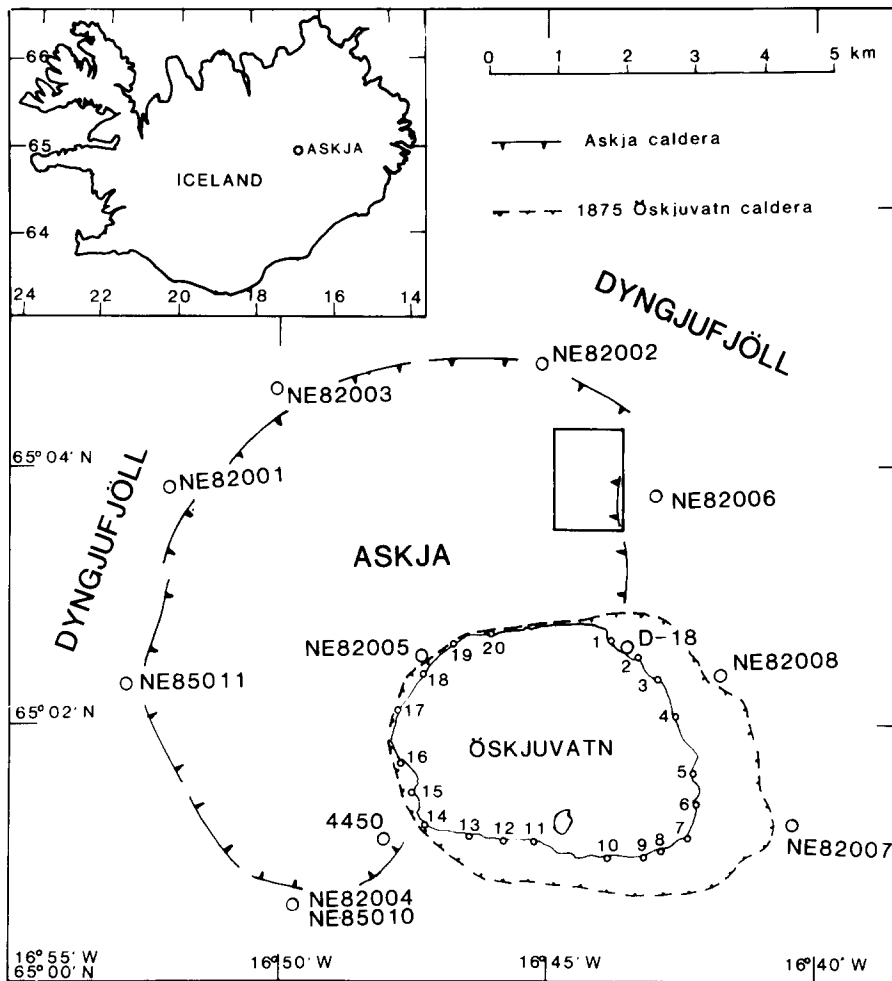 66
65
64
ICELAND
ASKJA
24 22 20 18 16 14
0 1 2 3 4 5 km
Askja caldera
1875 Öskjuvatn caldera
DYNGJUFJÖLL
NE82002
NE82003
65° 04' N
NE82001
NE82006
DYNGJUFJÖLL
ASKJA
NE82005
19
20
1
D-18
2
18
3
NE82008
NE85011
17
4
65° 02' N
ÖSKJUVATN
16
5
15
6
4450
14
13
12
11
10
9
8
7
NE82007
NE82004
NE85010
16° 55' W
65° 00' N
16° 50' W
16° 45' W
16° 40' W